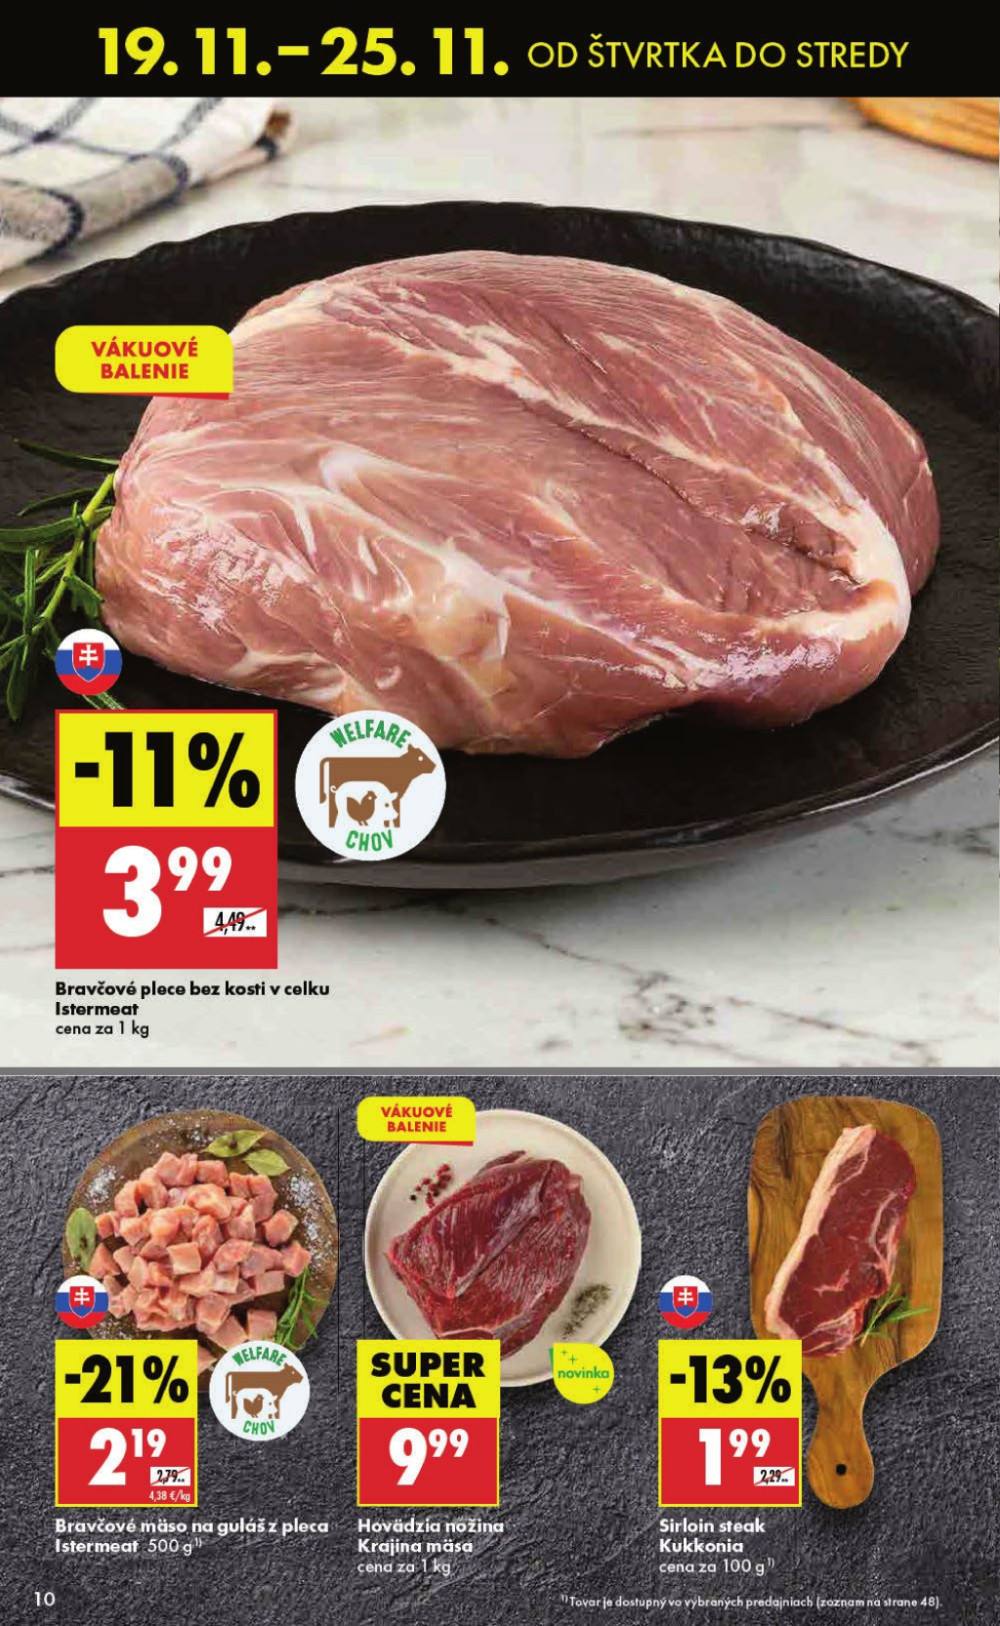 19. 11.–25. 11. OD ŠTVRTKA DO STREDY
VÁKUOVÉ
BALENIE
-11%
WELFARE
CHOV
3 99
4,49..
Bravčové plece bez kosti v celku
Istermeat
cena za 1 kg
VÁKUOVÉ
BALENIE
-21%
WELFARE
CHOV
2 19
2,79..
4,38 €/kg
Bravčové mäso na guláš z pleca
Istermeat 500 g¹⁾
SUPER
CENA
novinka
9 99
Hovädzia nožina
Krajina mäsa
cena za 1 kg
-13%
1 99
2,29..
Sirloin steak
Kukkonia
cena za 100 g¹⁾
10
¹⁾Tovar je dostupný vo vybraných predajniach (zoznam na strane 48).